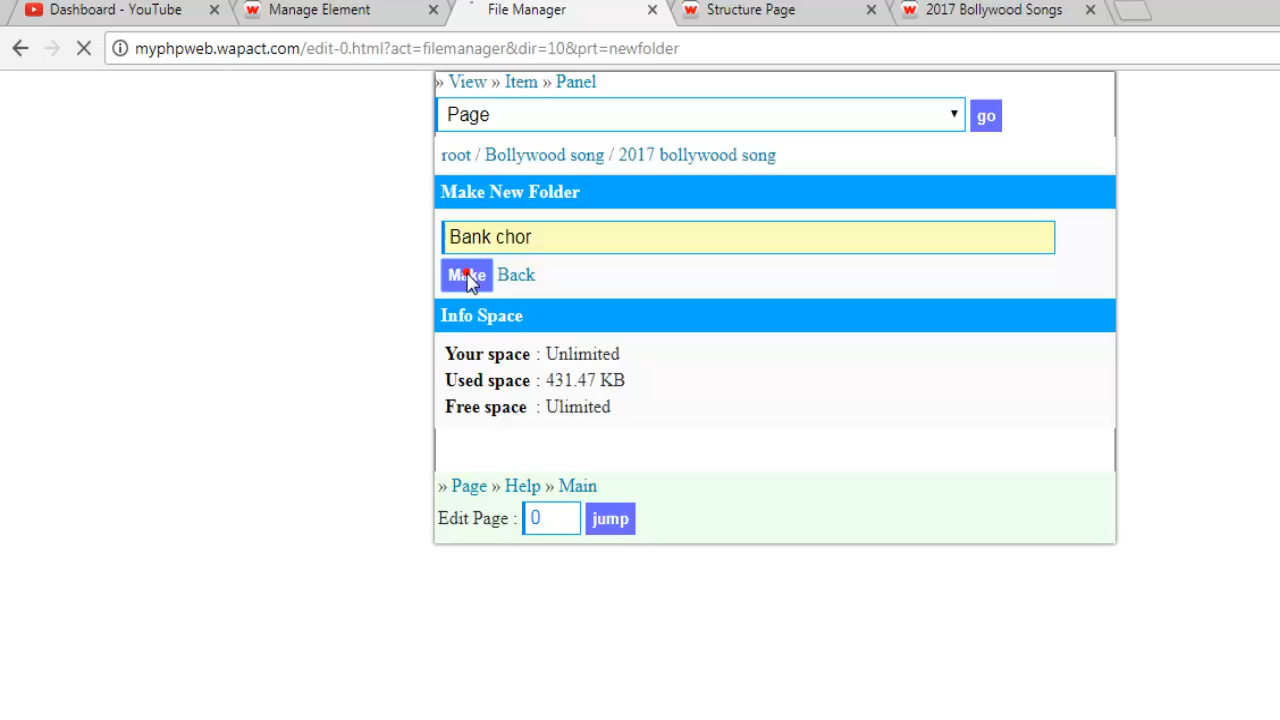 Dashboard - YouTube
Manage Element
File Manager
Structure Page
2017 Bollywood Songs
myphpweb.wapact.com/edit-0.html?act=filemanager&dir=10&prt=newfolder
» View » Item » Panel
Page
go
root / Bollywood song / 2017 bollywood song
Make New Folder
Bank chor
Make Back
Info Space
Your space : Unlimited
Used space : 431.47 KB
Free space : Ulimited
» Page » Help » Main
Edit Page : 0 jump